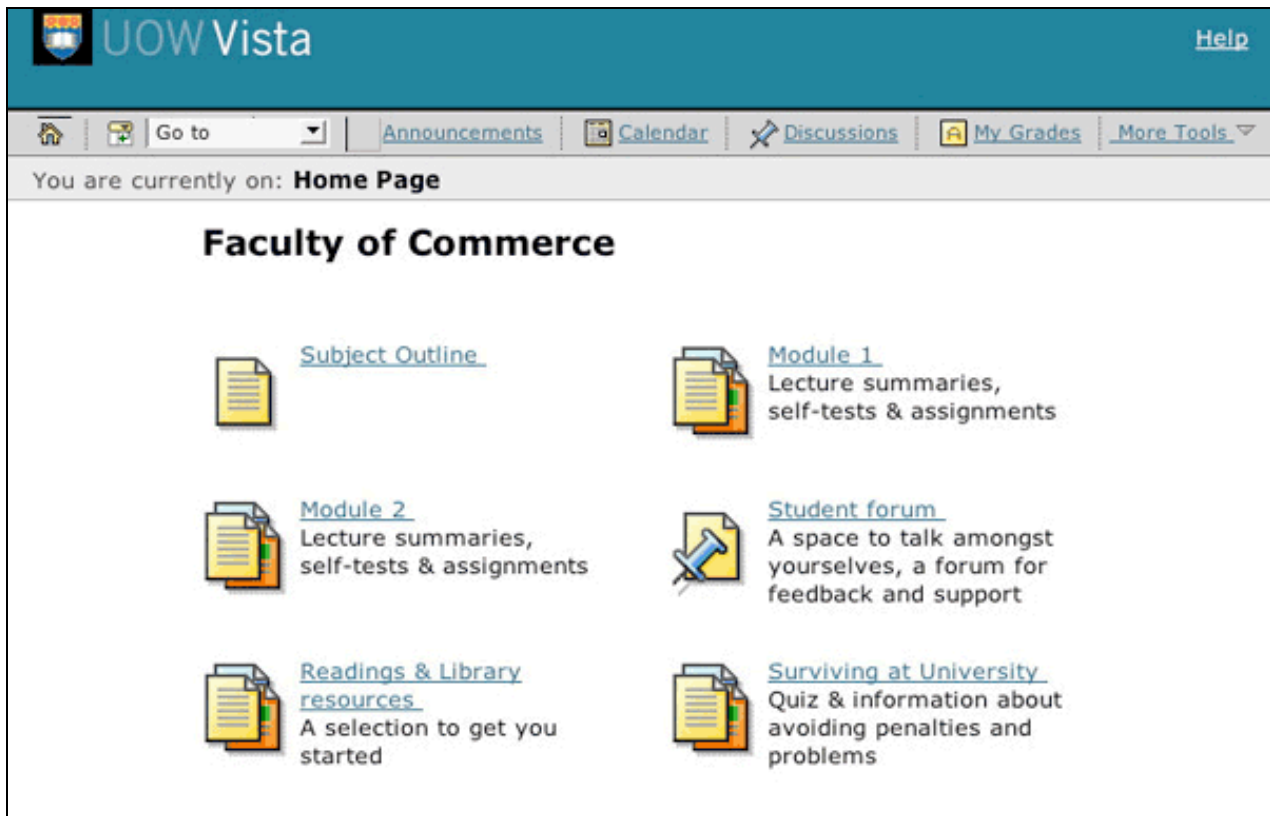 UOW Vista
Help
Go to
Announcements
Calendar
Discussions
A My Grades
More Tools
You are currently on: Home Page
Faculty of Commerce
Subject Outline
Module 1
Lecture summaries,
self-tests & assignments
Module 2
Lecture summaries,
self-tests & assignments
Student forum
A space to talk amongst
yourselves, a forum for
feedback and support
Readings & Library
resources
A selection to get you
started
Surviving at University
Quiz & information about
avoiding penalties and
problems